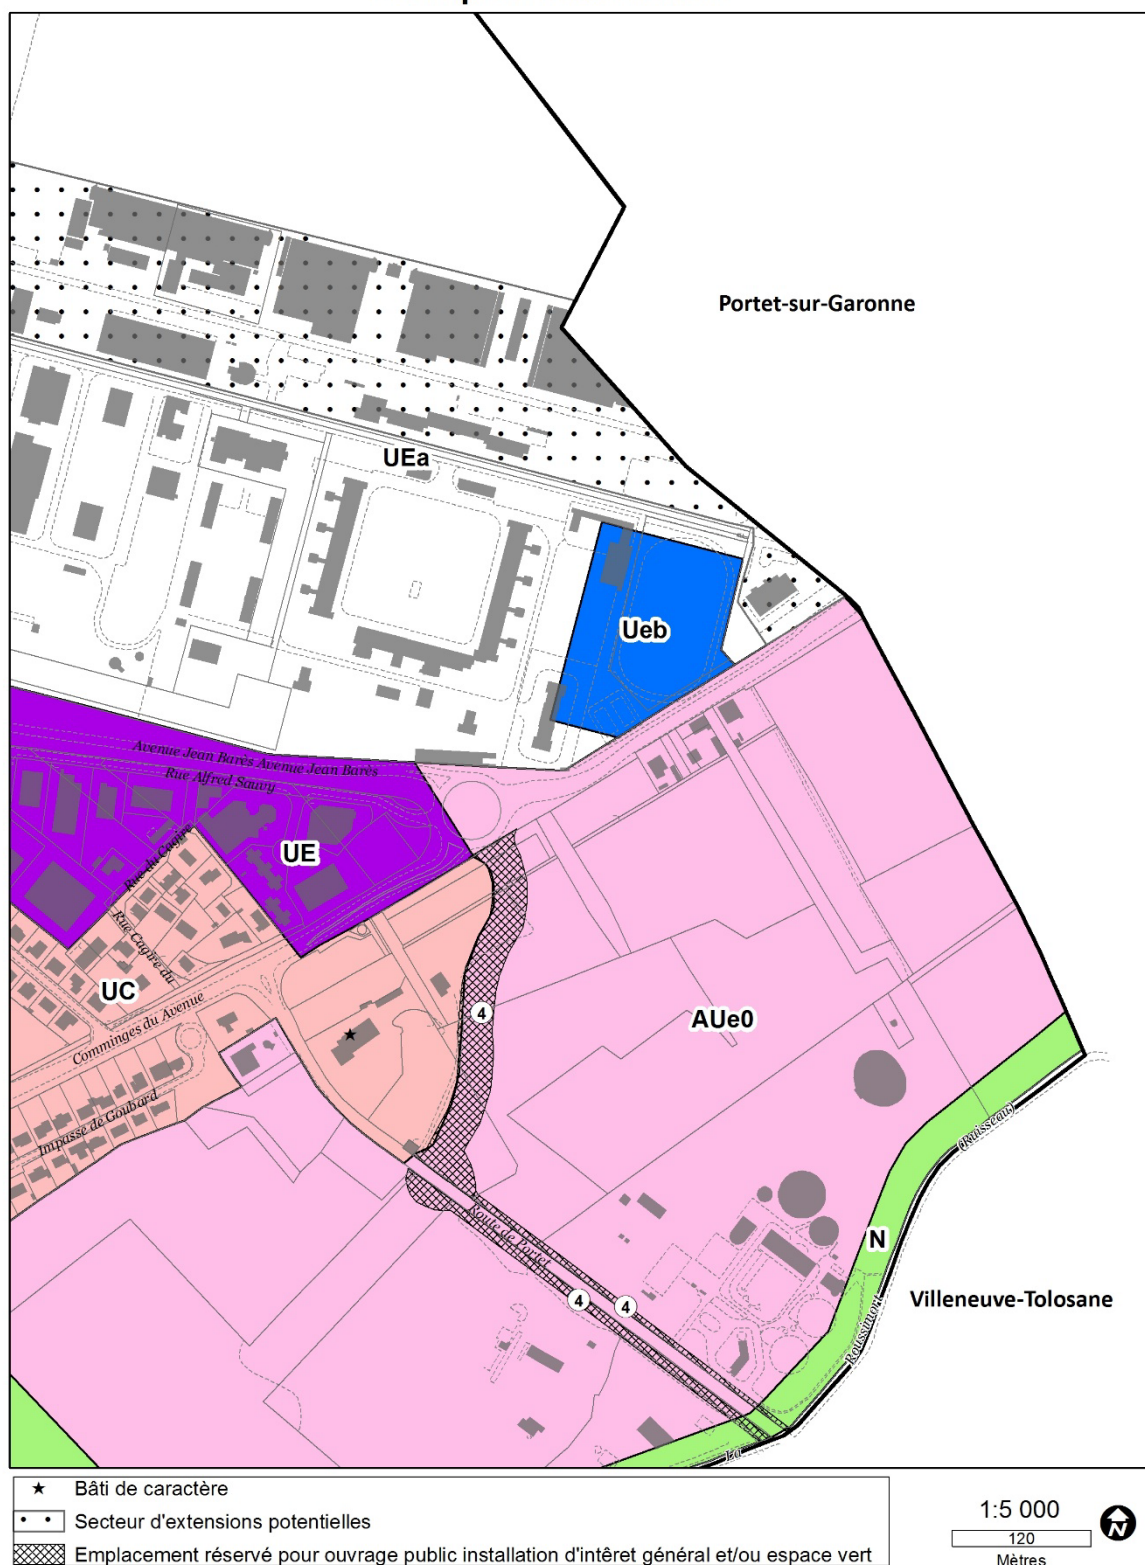 Portet-sur-Garonne
UEa
Ueb
Avenue Jean Barès Avenue Jean Barès
Rue Alfred Sauvy
UE
Rue du Cagire
Rue Cagire du
UC
Comminges du Avenue
4
AUe0
Impasse de Goubard
(Ruisseau)
Route de Portet
N
Villeneuve-Tolosane
4
4
Roussimort
La
Bâti de caractère
Secteur d'extensions potentielles
Emplacement réservé pour ouvrage public installation d'intêret général et/ou espace vert
1:5 000
120
Mètres
N